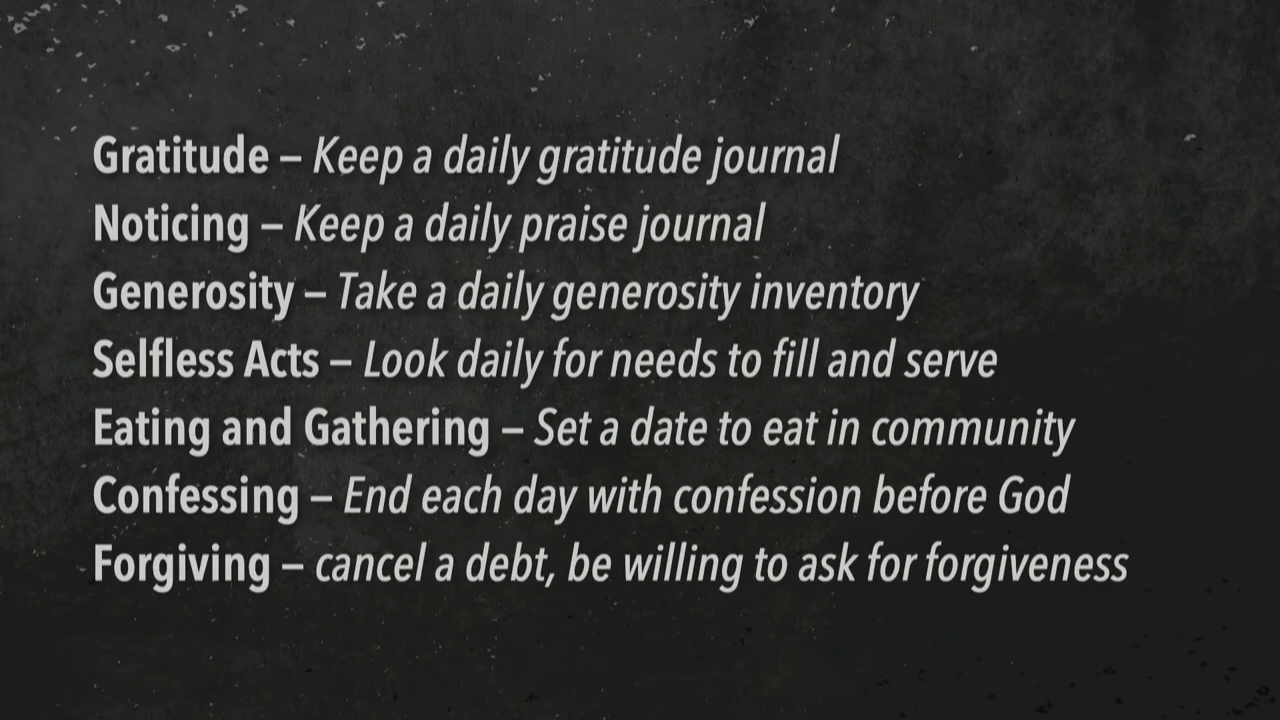 Gratitude – Keep a daily gratitude journal
Noticing – Keep a daily praise journal
Generosity – Take a daily generosity inventory
Selfless Acts – Look daily for needs to fill and serve
Eating and Gathering – Set a date to eat in community
Confessing – End each day with confession before God
Forgiving – cancel a debt, be willing to ask for forgiveness